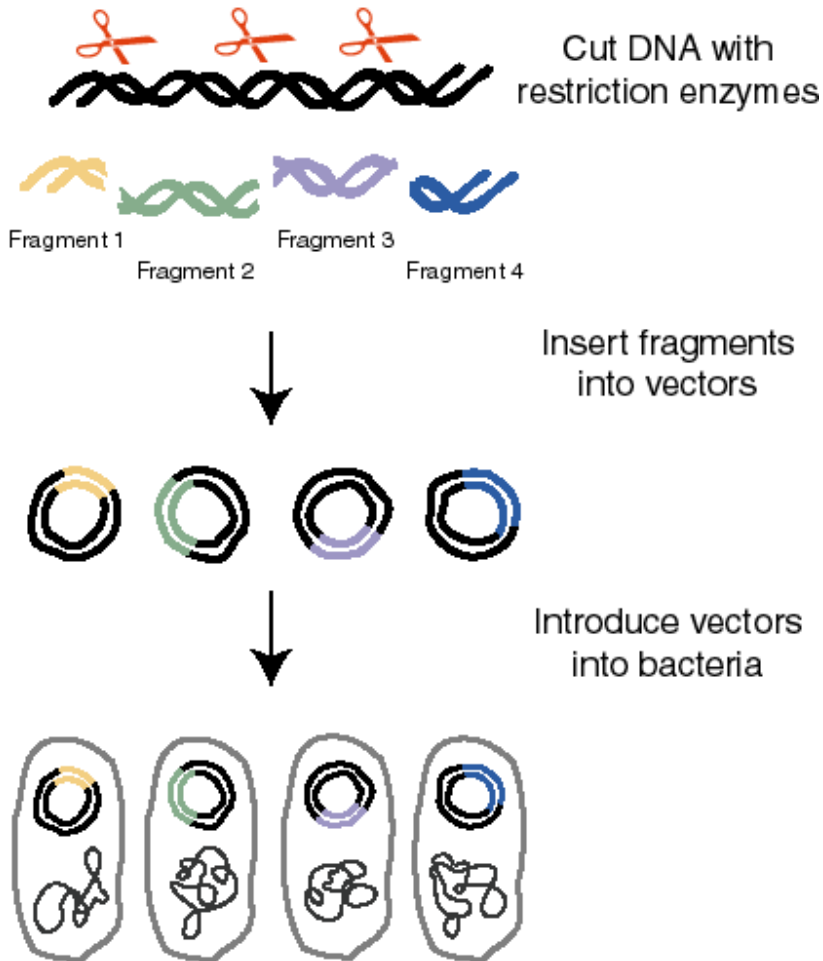 Cut DNA with
restriction enzymes
Fragment 1
Fragment 2
Fragment 3
Fragment 4
Insert fragments
into vectors
Introduce vectors
into bacteria